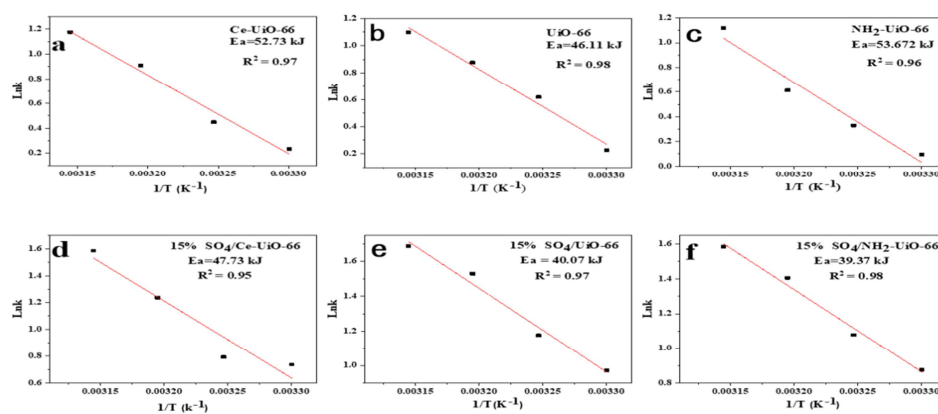 a
Ce-UiO-66
Ea=52.73 kJ
R² = 0.97
Lnk
1.2
1.0
0.8
0.6
0.4
0.2
0.00315 0.00320 0.00325 0.00330
1/T (K⁻¹)
b
UiO-66
Ea=46.11 kJ
R² = 0.98
Lnk
1.2
1.0
0.8
0.6
0.4
0.2
0.00315 0.00320 0.00325 0.00330
1/T (K⁻¹)
c
NH₂-UiO-66
Ea=53.672 kJ
R² = 0.96
Lnk
1.2
1.0
0.8
0.6
0.4
0.2
0.0
0.00315 0.00320 0.00325 0.00330
1/T (K⁻¹)
d
15% SO₄/Ce-UiO-66
Ea=47.73 kJ
R² = 0.95
Lnk
1.6
1.4
1.2
1.0
0.8
0.6
0.00315 0.00320 0.00325 0.00330
1/T (k⁻¹)
e
15% SO₄/UiO-66
Ea = 40.07 kJ
R² = 0.97
Lnk
1.6
1.4
1.2
1.0
0.00315 0.00320 0.00325 0.00330
1/T (K⁻¹)
f
15% SO₄/NH₂-UiO-66
Ea=39.37 kJ
R² = 0.98
Lnk
1.6
1.4
1.2
1.0
0.8
0.00315 0.00320 0.00325 0.00330
1/T (K⁻¹)